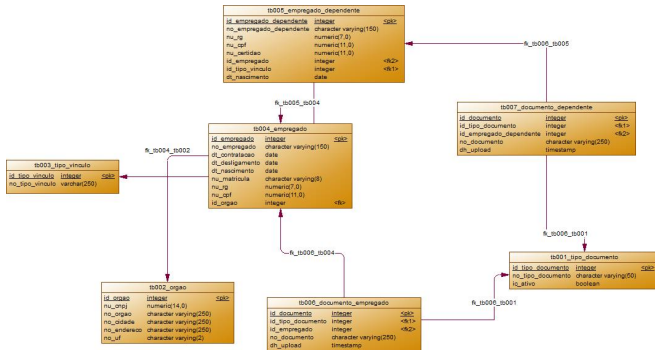 tb005_empregado_dependente
id_empregado_dependente integer <pk>
no_empregado_dependente character varying(150)
nu_rg numeric(7,0)
nu_cpf numeric(11,0)
nu_certidao numeric(11,0)
id_empregado integer <fk2>
id_tipo_vinculo integer <fk1>
dt_nascimento date
fk_tb006_tb005
fk_tb005_tb004
tb007_documento_dependente
id_documento integer <pk>
id_tipo_documento integer <fk1>
id_empregado_dependente integer <fk2>
no_documento character varying(250)
dh_upload timestamp
tb004_empregado
id_empregado integer <pk>
no_empregado character varying(150)
dt_contratacao date
dt_desligamento date
dt_nascimento date
nu_matricula character varying(8)
nu_rg numeric(7,0)
nu_cpf numeric(11,0)
id_orgao integer <fk>
fk_tb004_tb002
tb003_tipo_vinculo
id_tipo_vinculo integer <pk>
no_tipo_vinculo varchar(250)
fk_tb006_tb001
fk_tb006_tb004
tb001_tipo_documento
id_tipo_documento integer <pk>
no_tipo_documento character varying(50)
ic_ativo boolean
tb002_orgao
id_orgao integer <pk>
nu_cnpj numeric(14,0)
no_orgao character varying(250)
no_cidade character varying(250)
no_endereco character varying(250)
no_uf character varying(2)
tb006_documento_empregado
id_documento integer <pk>
id_tipo_documento integer <fk1>
id_empregado integer <fk2>
no_documento character varying(250)
dh_upload timestamp
fk_tb006_tb001